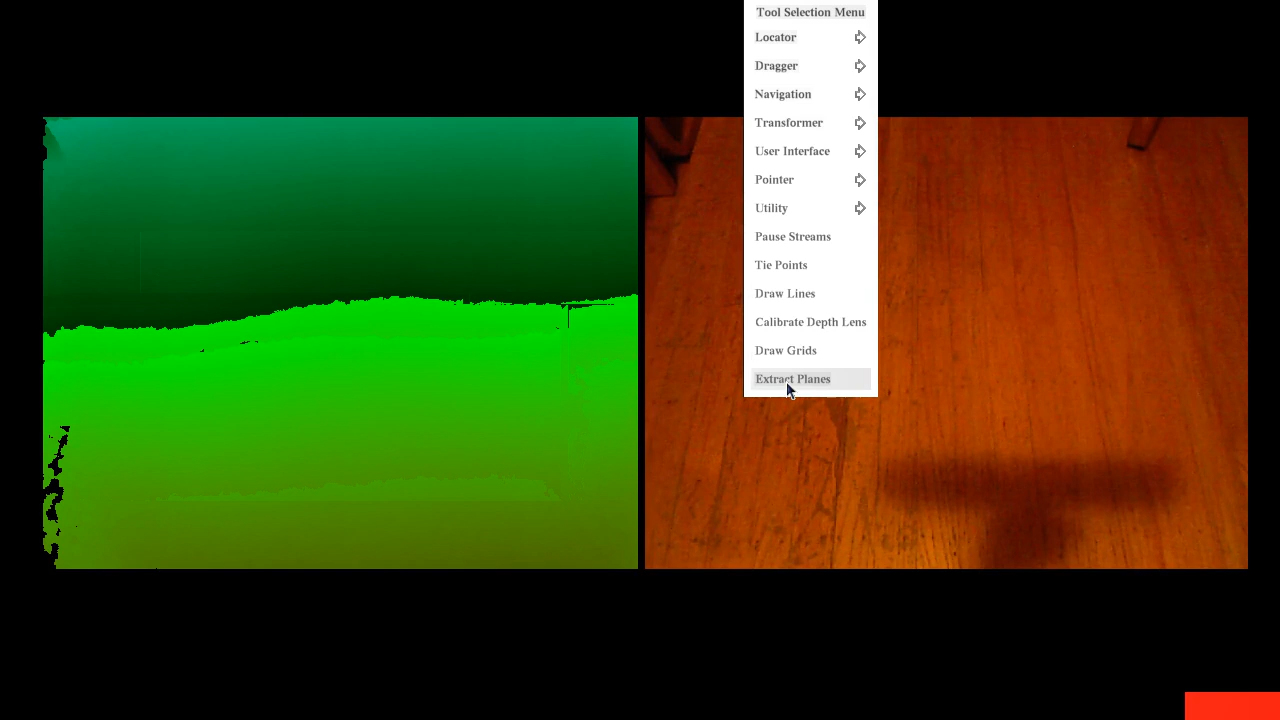 Tool Selection Menu
Locator
Dragger
Navigation
Transformer
User Interface
Pointer
Utility
Pause Streams
Tie Points
Draw Lines
Calibrate Depth Lens
Draw Grids
Extract Planes